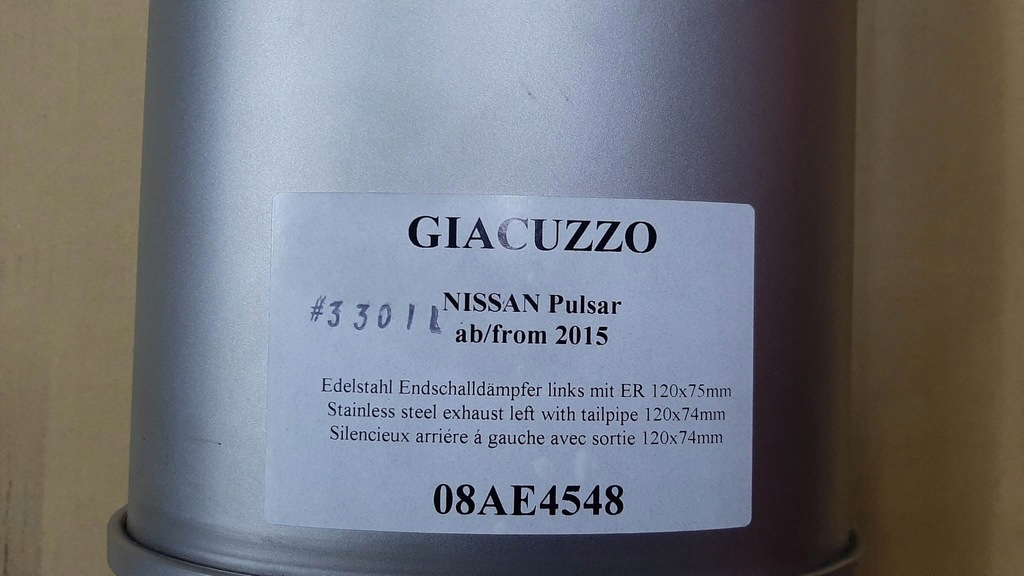 GIACUZZO
NISSAN Pulsar
#33011
ab/from 2015
Edelstahl Endschalldämpfer links mit ER 120x75mm
Stainless steel exhaust left with tailpipe 120x74mm
Silencieux arriére á gauche avec sortie 120x74mm
08AE4548